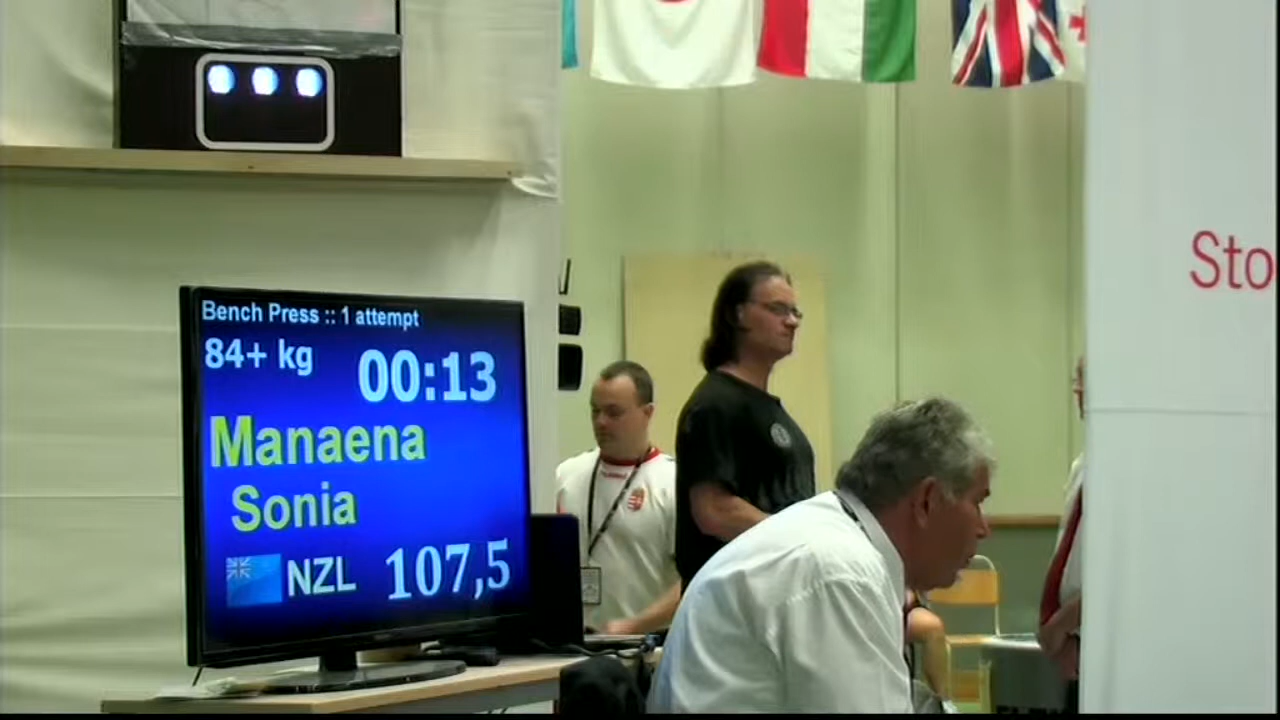 Bench Press :: 1 attempt
84+ kg
00:13
Manaena
Sonia
NZL 107,5
Sto